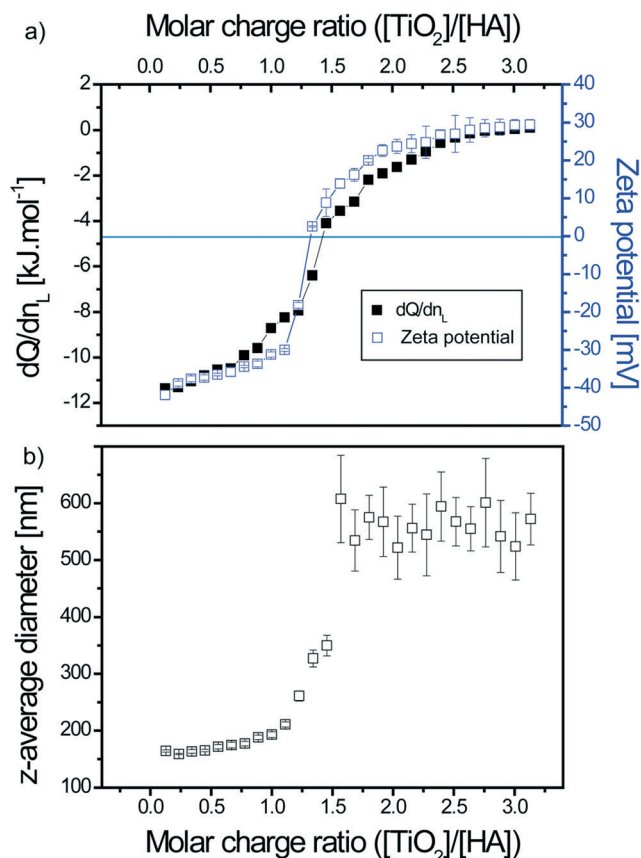 Molar charge ratio ([TiO₂]/[HA])
a)
0.0 0.5 1.0 1.5 2.0 2.5 3.0
2
0
-2
-4
-6
-8
-10
-12
dQ/dn_L [kJ.mol⁻¹]
40
30
20
10
0
-10
-20
-30
-40
-50
Zeta potential [mV]
dQ/dn_L
Zeta potential
b)
600
500
400
300
200
100
z-average diameter [nm]
0.0 0.5 1.0 1.5 2.0 2.5 3.0
Molar charge ratio ([TiO₂]/[HA])